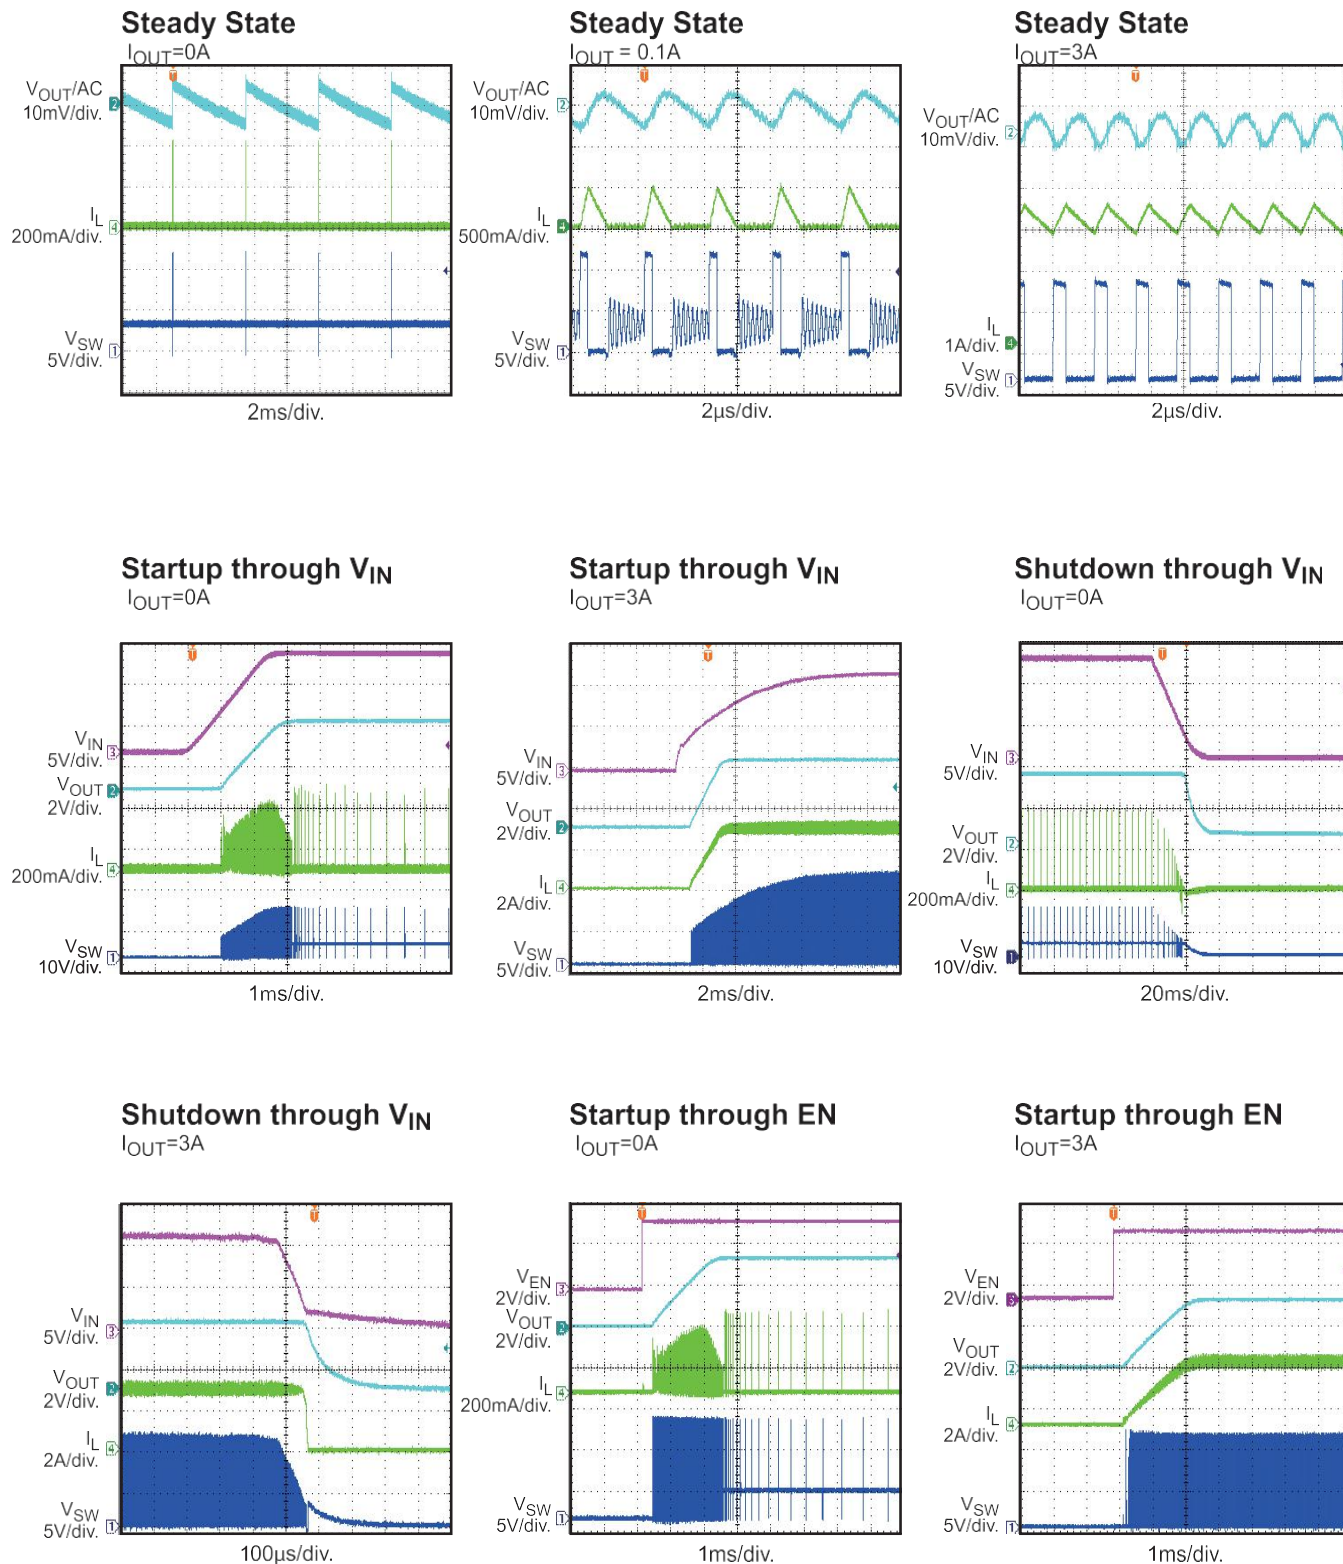 Steady State
IOUT=0A
VOUT/AC
10mV/div.
IL
200mA/div.
VSW
5V/div.
2ms/div.
Steady State
IOUT = 0.1A
VOUT/AC
10mV/div.
IL
500mA/div.
VSW
5V/div.
2µs/div.
Steady State
IOUT=3A
VOUT/AC
10mV/div.
IL
1A/div.
VSW
5V/div.
2µs/div.
Startup through VIN
IOUT=0A
VIN
5V/div.
VOUT
2V/div.
IL
200mA/div.
VSW
10V/div.
1ms/div.
Startup through VIN
IOUT=3A
VIN
5V/div.
VOUT
2V/div.
IL
2A/div.
VSW
5V/div.
2ms/div.
Shutdown through VIN
IOUT=0A
VIN
5V/div.
VOUT
2V/div.
IL
200mA/div.
VSW
10V/div.
20ms/div.
Shutdown through VIN
IOUT=3A
VIN
5V/div.
VOUT
2V/div.
IL
2A/div.
VSW
5V/div.
100µs/div.
Startup through EN
IOUT=0A
VEN
2V/div.
VOUT
2V/div.
IL
200mA/div.
VSW
5V/div.
1ms/div.
Startup through EN
IOUT=3A
VEN
2V/div.
VOUT
2V/div.
IL
2A/div.
VSW
5V/div.
1ms/div.